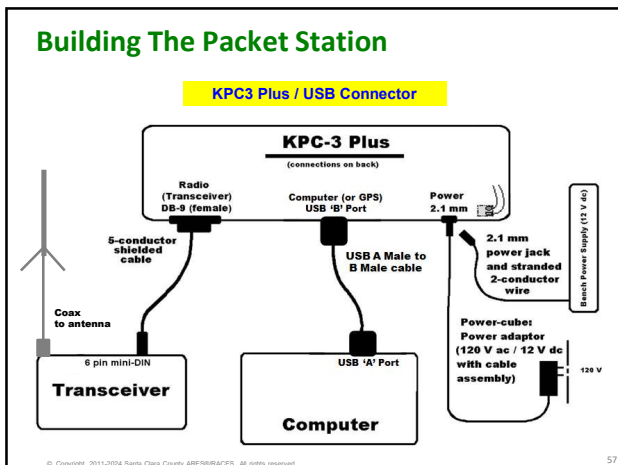 Building The Packet Station
KPC3 Plus / USB Connector
KPC-3 Plus
(connections on back)
Radio
(Transceiver)
DB-9 (female)
Computer (or GPS)
USB 'B' Port
Power
2.1 mm
5-conductor
shielded
cable
USB A Male to
B Male cable
2.1 mm
power jack
and stranded
2-conductor
wire
Bench Power Supply (12 V dc)
Coax
to antenna
Power-cube:
Power adaptor
(120 V ac / 12 V dc
with cable
assembly)
120 V
6 pin mini-DIN
Transceiver
USB 'A' Port
Computer
© Copyright 2011-2024 Santa Clara County ARES®/RACES. All rights reserved.
57